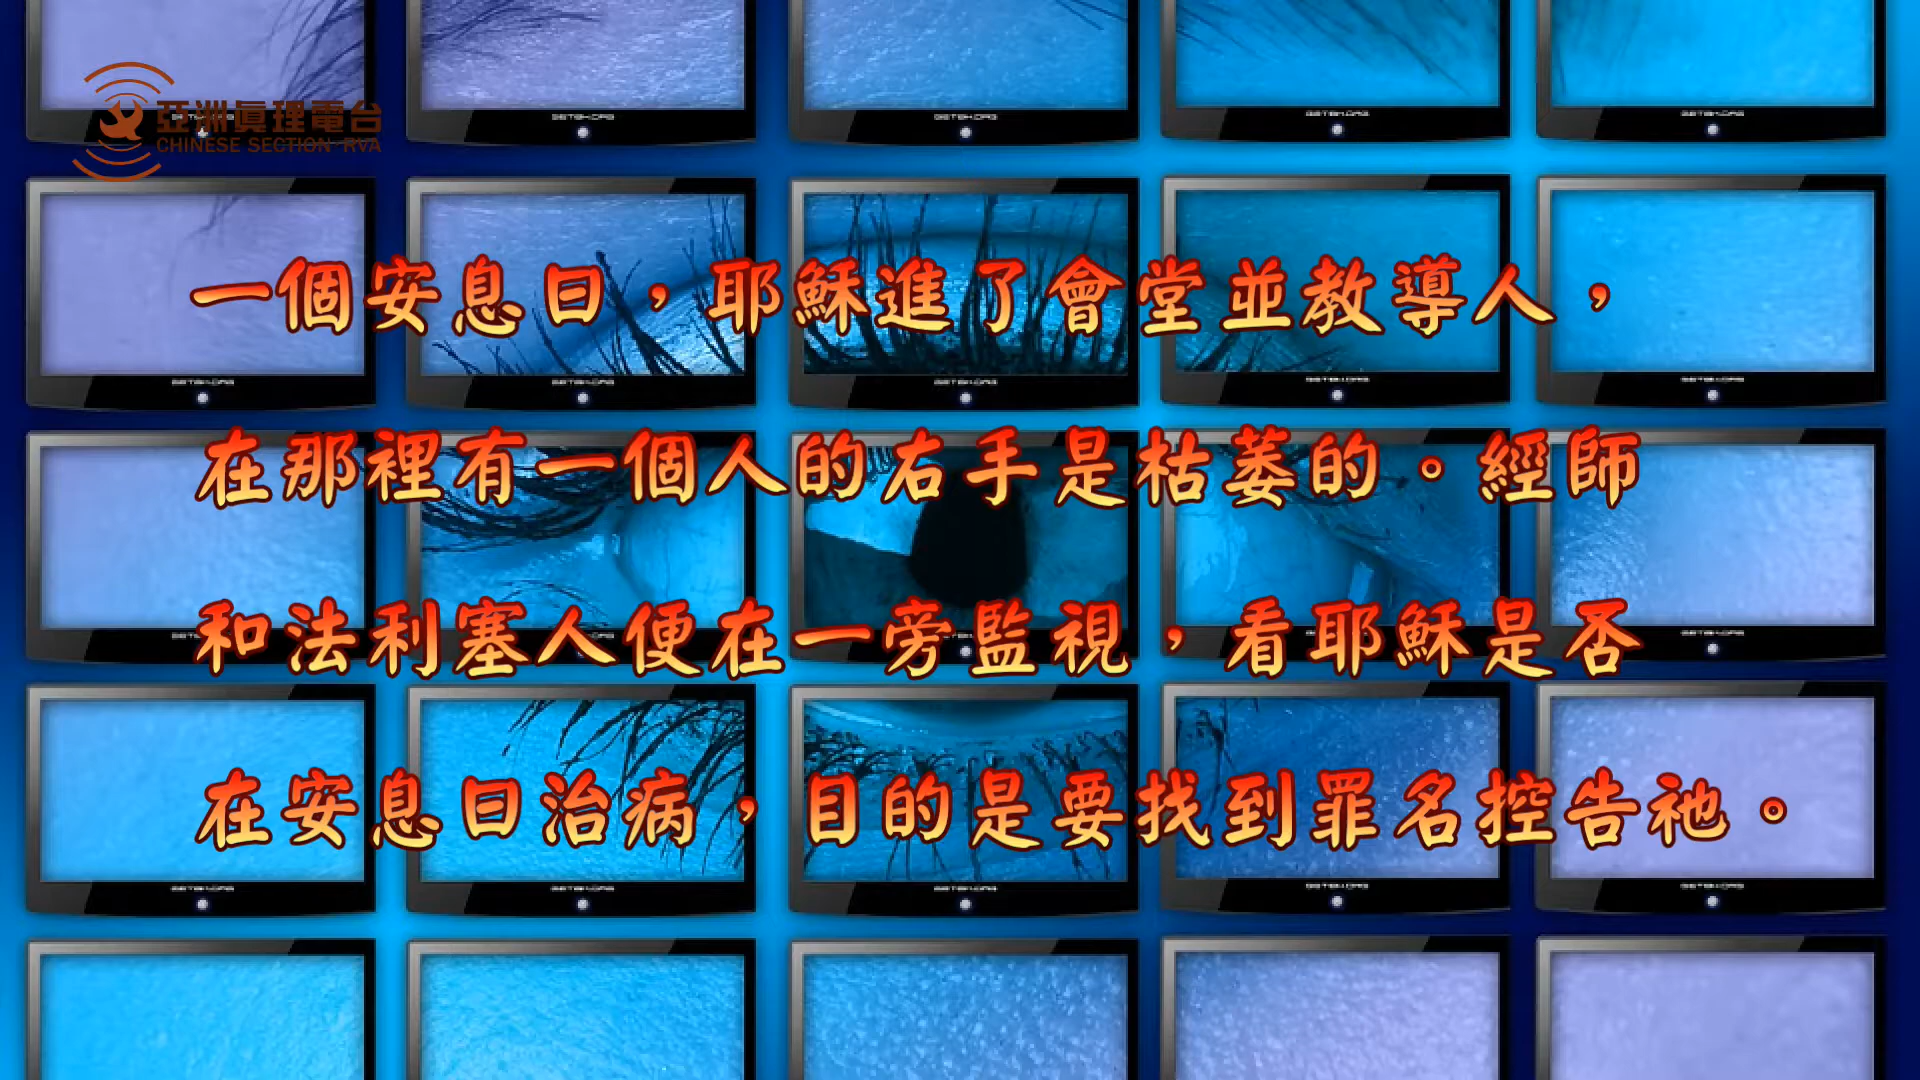 亞洲眞理電台
CHINESE SECTION RVA
一個安息日，耶穌進了會堂並教導人，
在那裡有一個人的右手是枯萎的。經師
和法利塞人便在一旁監視，看耶穌是否
在安息日治病，目的是要找到罪名控告祂。